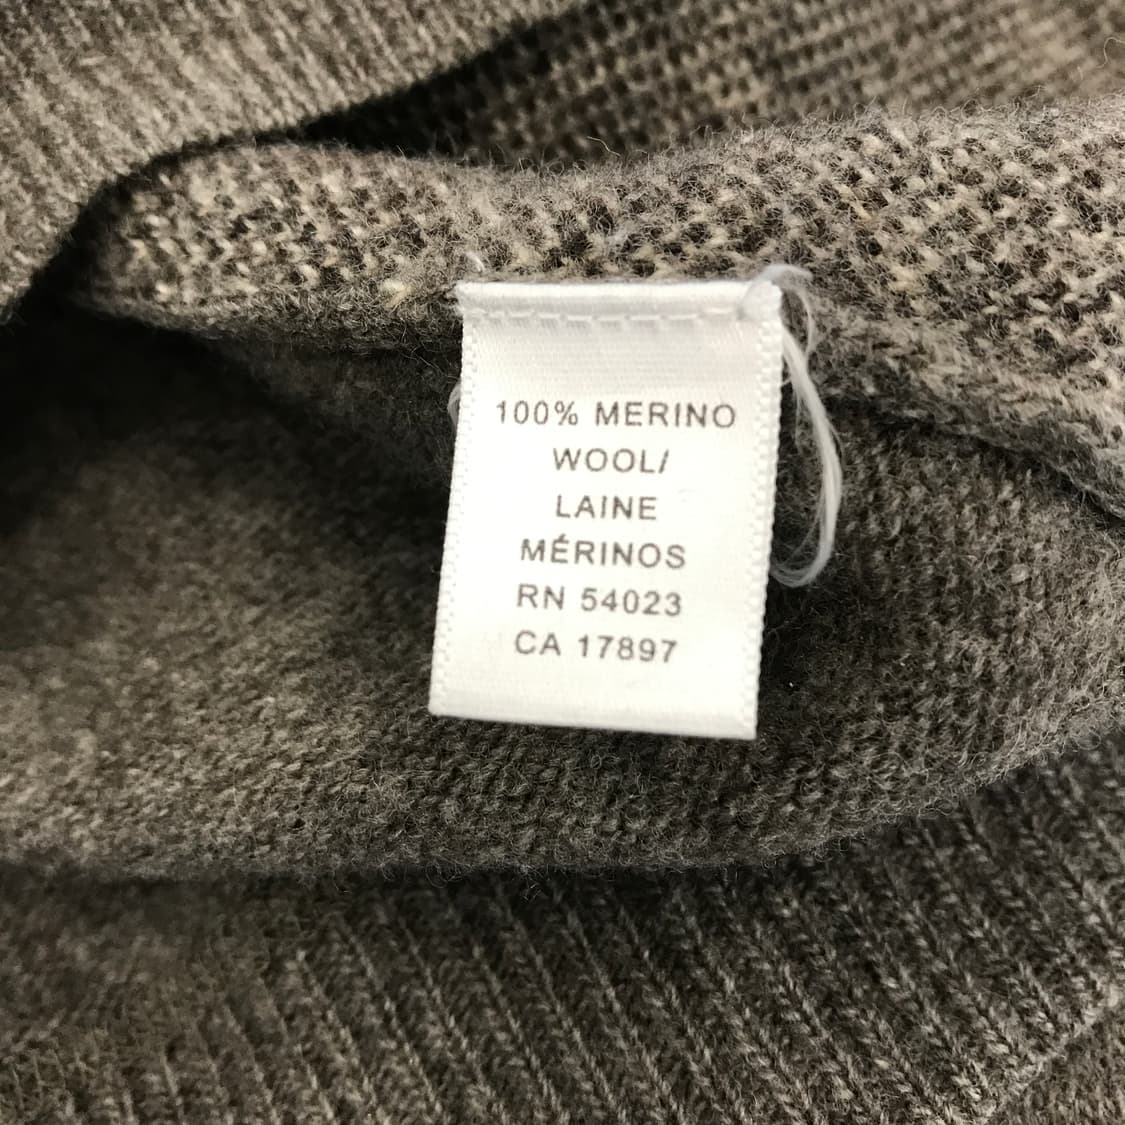 100% MERINO
WOOL/
LAINE
MÉRINOS
RN 54023
CA 17897